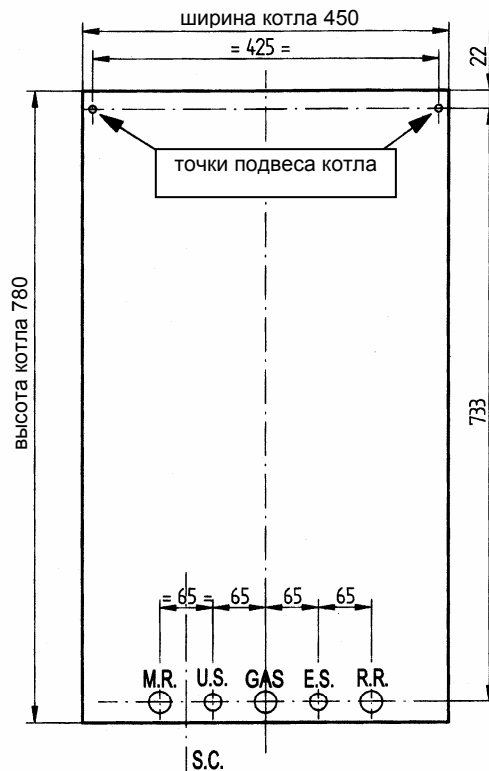 ширина котла 450
= 425 =
22
точки подвеса котла
высота котла 780
733
= 65 = 65 65 65
M.R. U.S. GAS E.S. R.R.
S.C.